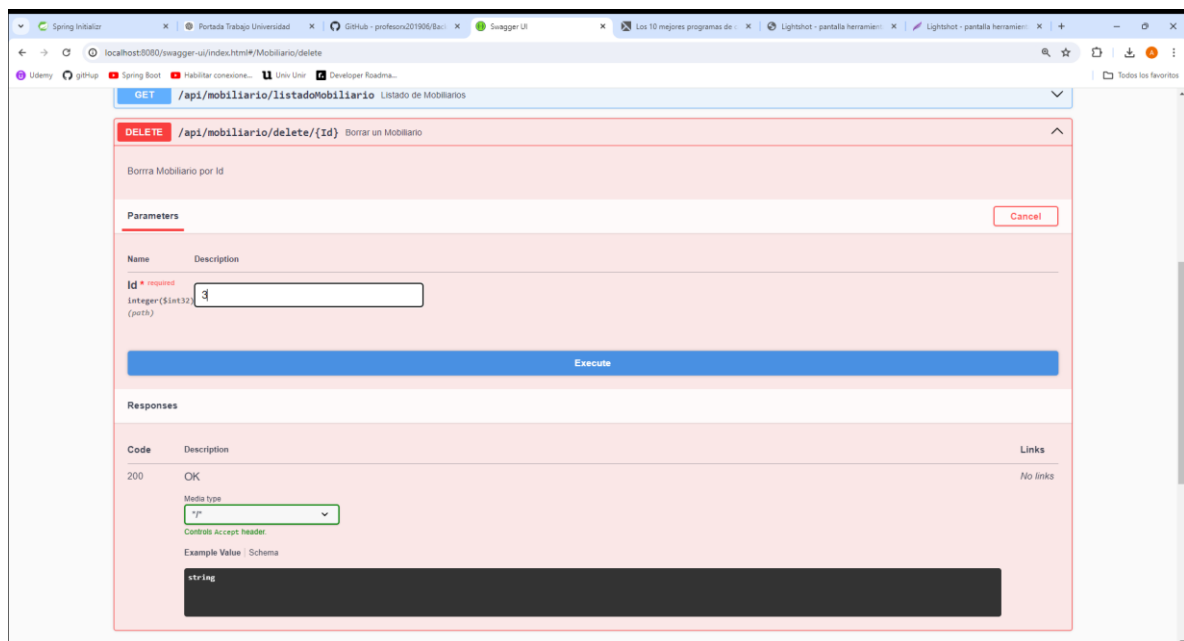 Spring Initializr
Portada Trabajo Universidad
GitHub - profesorx201906/Bac
Swagger UI
Los 10 mejores programas de
Lightshot - pantalla herramient
Lightshot - pantalla herramient
localhost:8080/swagger-ui/index.html#/Mobiliario/delete
Udemy gitHup Spring Boot Habilitar conexione... Univ Unir Developer Roadma... Todos los favoritos
GET /api/mobiliario/listadoMobiliario Listado de Mobiliarios
DELETE /api/mobiliario/delete/{Id} Borrar un Mobiliario
Borrra Mobiliario por Id
Parameters Cancel
Name Description
Id * required
integer($int32) 3
(path)
Execute
Responses
Code Description Links
200 OK No links
Media type
*/*
Controls Accept header.
Example Value | Schema
string